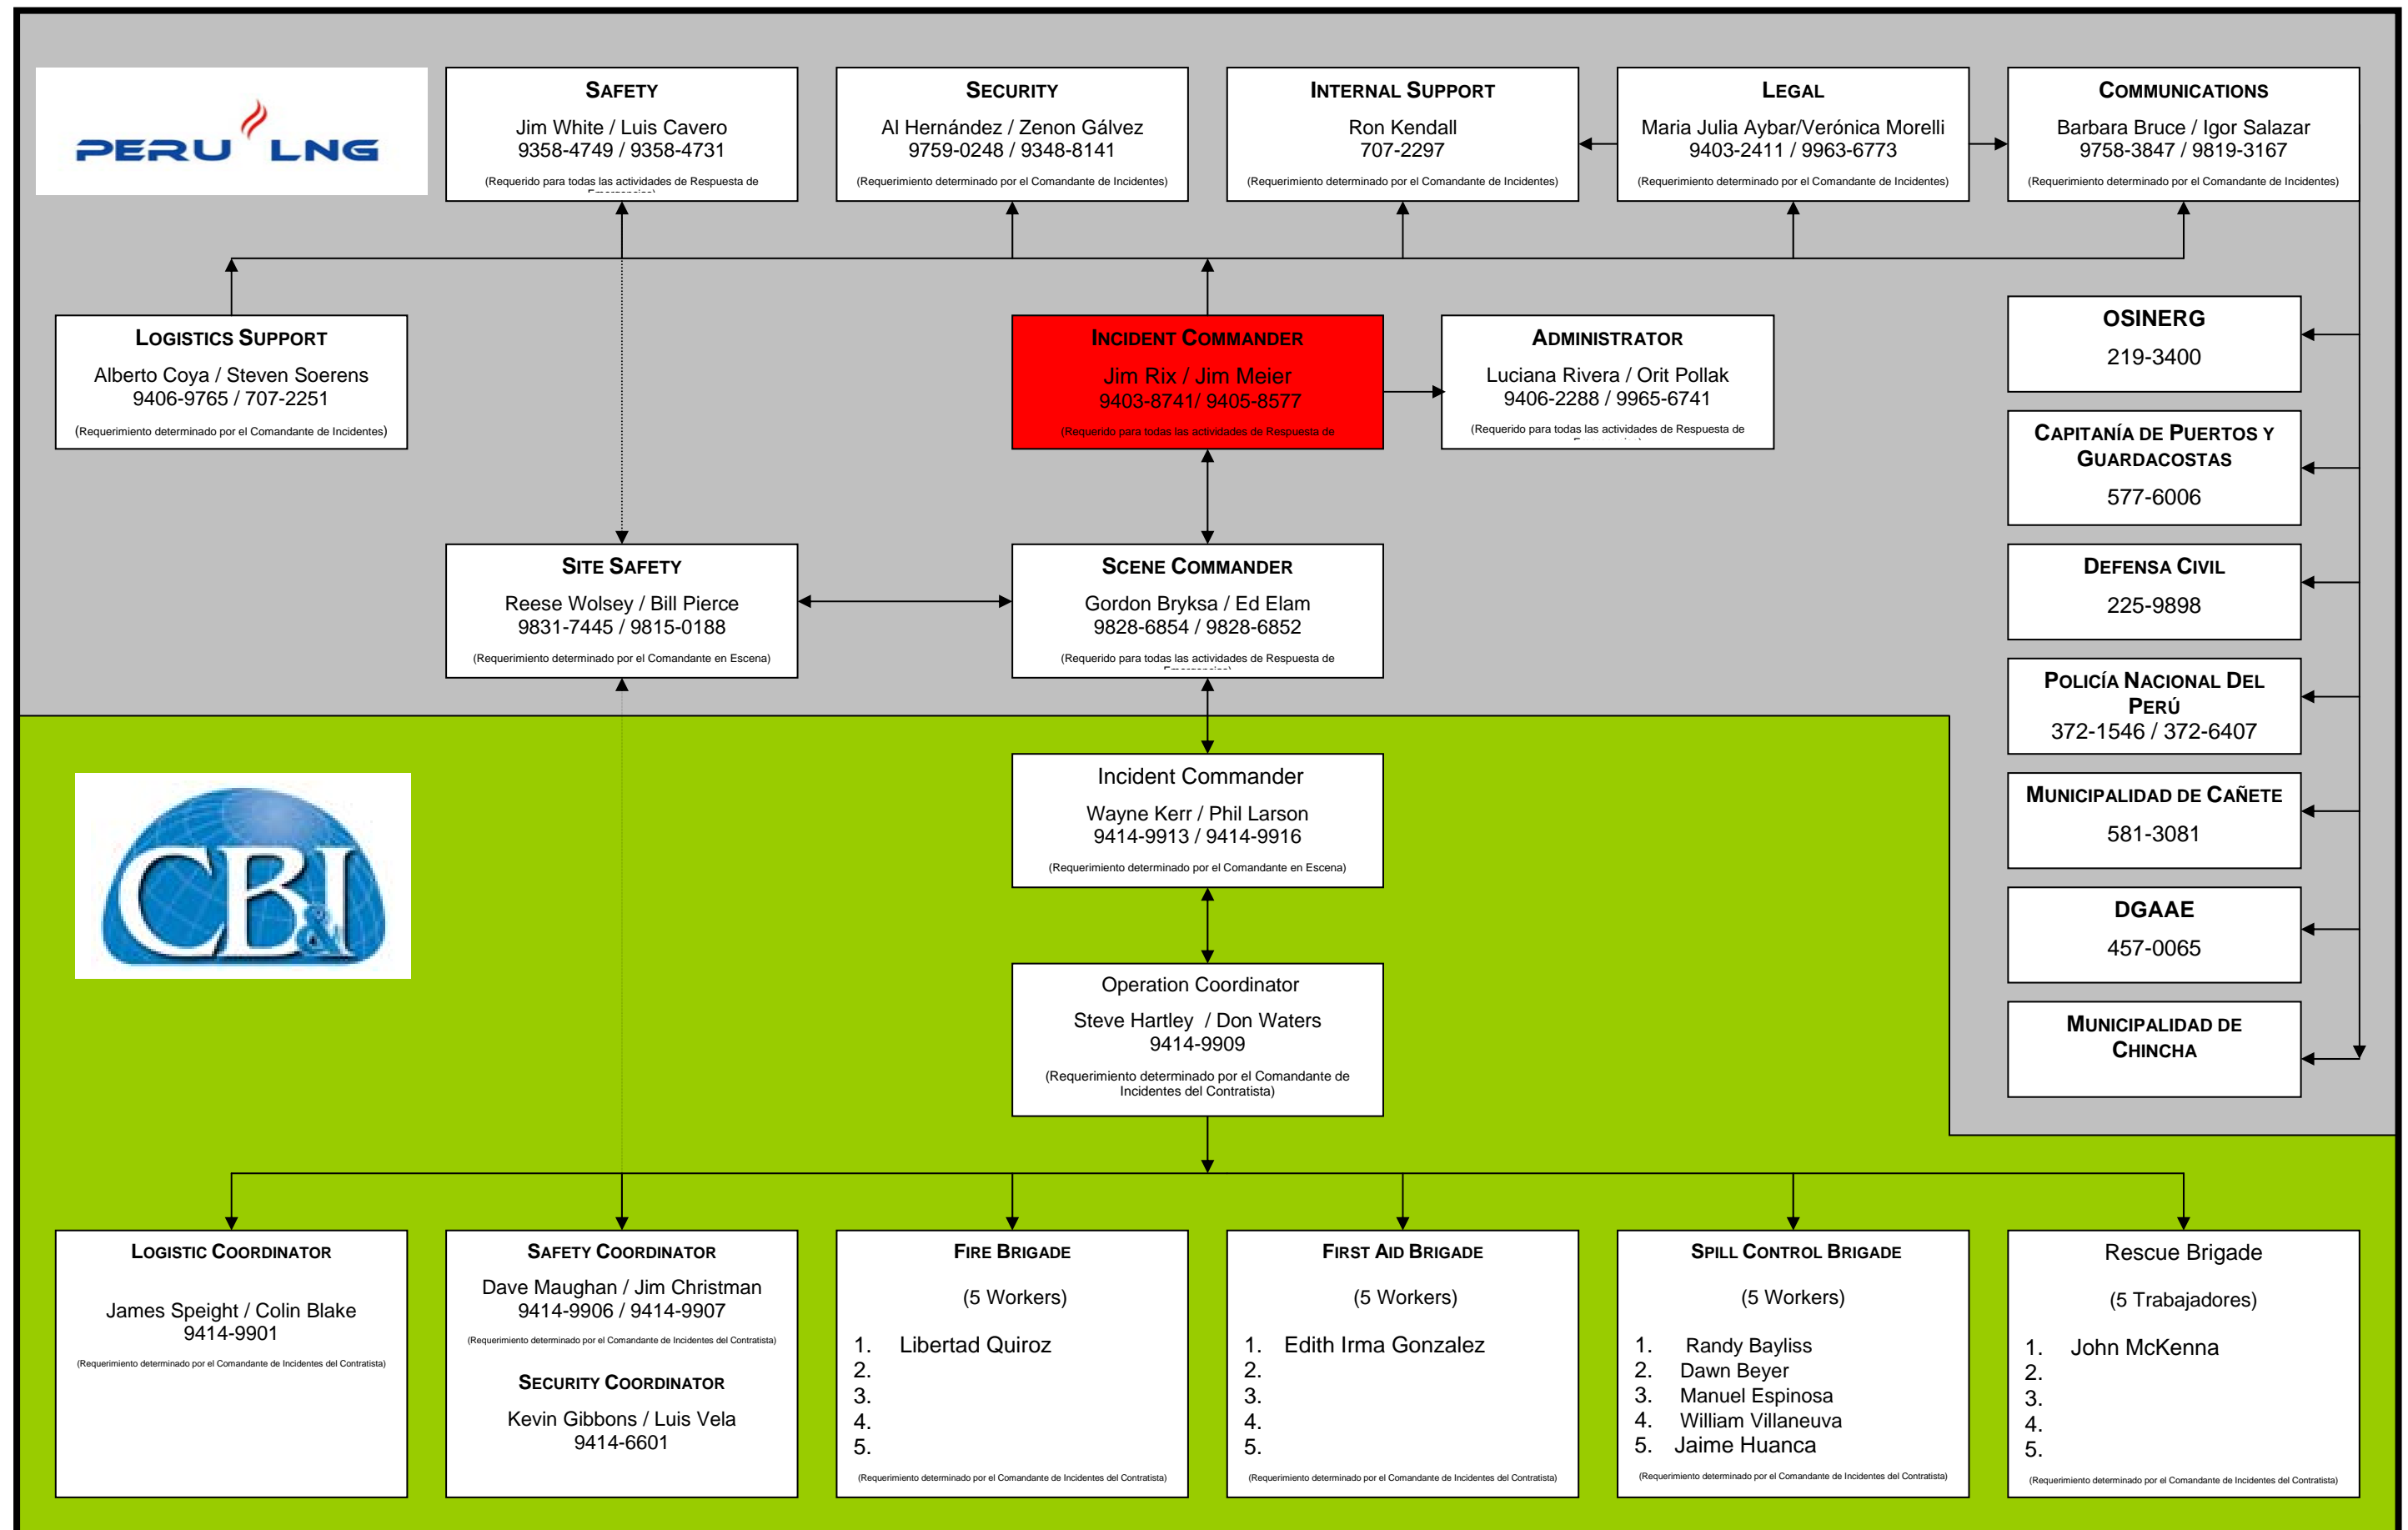 PERU LNG
SAFETY
Jim White / Luis Cavero
9358-4749 / 9358-4731
(Requerido para todas las actividades de Respuesta de
SECURITY
Al Hernández / Zenon Gálvez
9759-0248 / 9348-8141
(Requerimiento determinado por el Comandante de Incidentes)
INTERNAL SUPPORT
Ron Kendall
707-2297
(Requerimiento determinado por el Comandante de Incidentes)
LEGAL
Maria Julia Aybar/Verónica Morelli
9403-2411 / 9963-6773
(Requerimiento determinado por el Comandante de Incidentes)
COMMUNICATIONS
Barbara Bruce / Igor Salazar
9758-3847 / 9819-3167
(Requerimiento determinado por el Comandante de Incidentes)
LOGISTICS SUPPORT
Alberto Coya / Steven Soerens
9406-9765 / 707-2251
(Requerimiento determinado por el Comandante de Incidentes)
INCIDENT COMMANDER
Jim Rix / Jim Meier
9403-8741/ 9405-8577
(Requerido para todas las actividades de Respuesta de
ADMINISTRATOR
Luciana Rivera / Orit Pollak
9406-2288 / 9965-6741
(Requerido para todas las actividades de Respuesta de
OSINERG
219-3400
CAPITANÍA DE PUERTOS Y
GUARDACOSTAS
577-6006
DEFENSA CIVIL
225-9898
POLICÍA NACIONAL DEL
PERÚ
372-1546 / 372-6407
MUNICIPALIDAD DE CAÑETE
581-3081
DGAAE
457-0065
MUNICIPALIDAD DE
CHINCHA
SITE SAFETY
Reese Wolsey / Bill Pierce
9831-7445 / 9815-0188
(Requerimiento determinado por el Comandante en Escena)
SCENE COMMANDER
Gordon Bryksa / Ed Elam
9828-6854 / 9828-6852
(Requerido para todas las actividades de Respuesta de
CB&I
Incident Commander
Wayne Kerr / Phil Larson
9414-9913 / 9414-9916
(Requerimiento determinado por el Comandante en Escena)
Operation Coordinator
Steve Hartley / Don Waters
9414-9909
(Requerimiento determinado por el Comandante de
Incidentes del Contratista)
LOGISTIC COORDINATOR
James Speight / Colin Blake
9414-9901
(Requerimiento determinado por el Comandante de Incidentes del Contratista)
SAFETY COORDINATOR
Dave Maughan / Jim Christman
9414-9906 / 9414-9907
(Requerimiento determinado por el Comandante de Incidentes del Contratista)
SECURITY COORDINATOR
Kevin Gibbons / Luis Vela
9414-6601
FIRE BRIGADE
(5 Workers)
1. Libertad Quiroz
2.
3.
4.
5.
(Requerimiento determinado por el Comandante de Incidentes del Contratista)
FIRST AID BRIGADE
(5 Workers)
1. Edith Irma Gonzalez
2.
3.
4.
5.
(Requerimiento determinado por el Comandante de Incidentes del Contratista)
SPILL CONTROL BRIGADE
(5 Workers)
1. Randy Bayliss
2. Dawn Beyer
3. Manuel Espinosa
4. William Villaneuva
5. Jaime Huanca
(Requerimiento determinado por el Comandante de Incidentes del Contratista)
Rescue Brigade
(5 Trabajadores)
1. John McKenna
2.
3.
4.
5.
(Requerimiento determinado por el Comandante de Incidentes del Contratista)